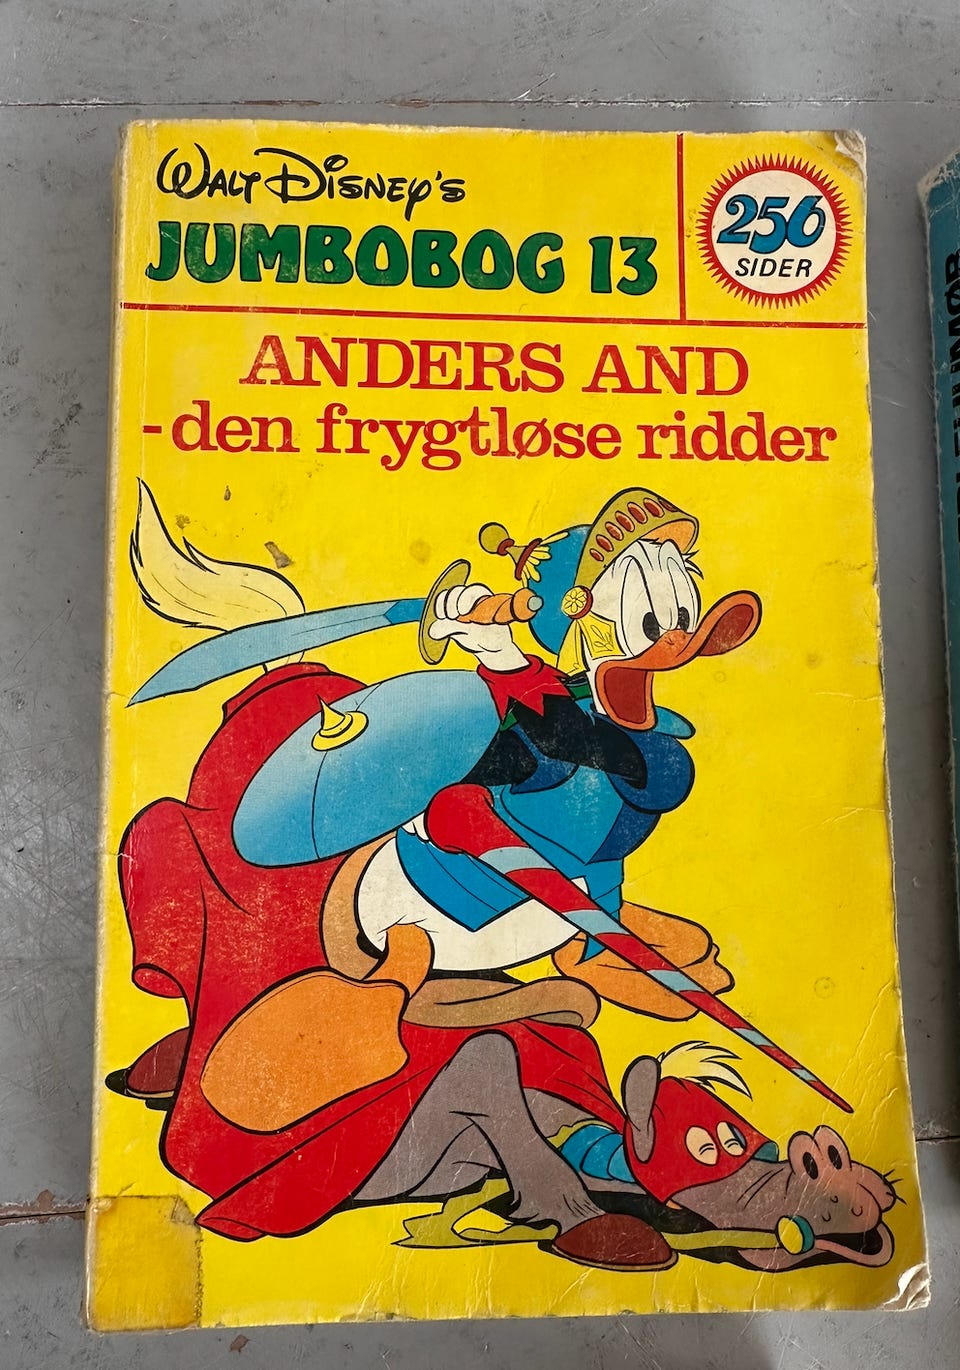 WALT DISNEY'S
JUMBOBOG 13
256
SIDER
ANDERS AND
-den frygtløse ridder